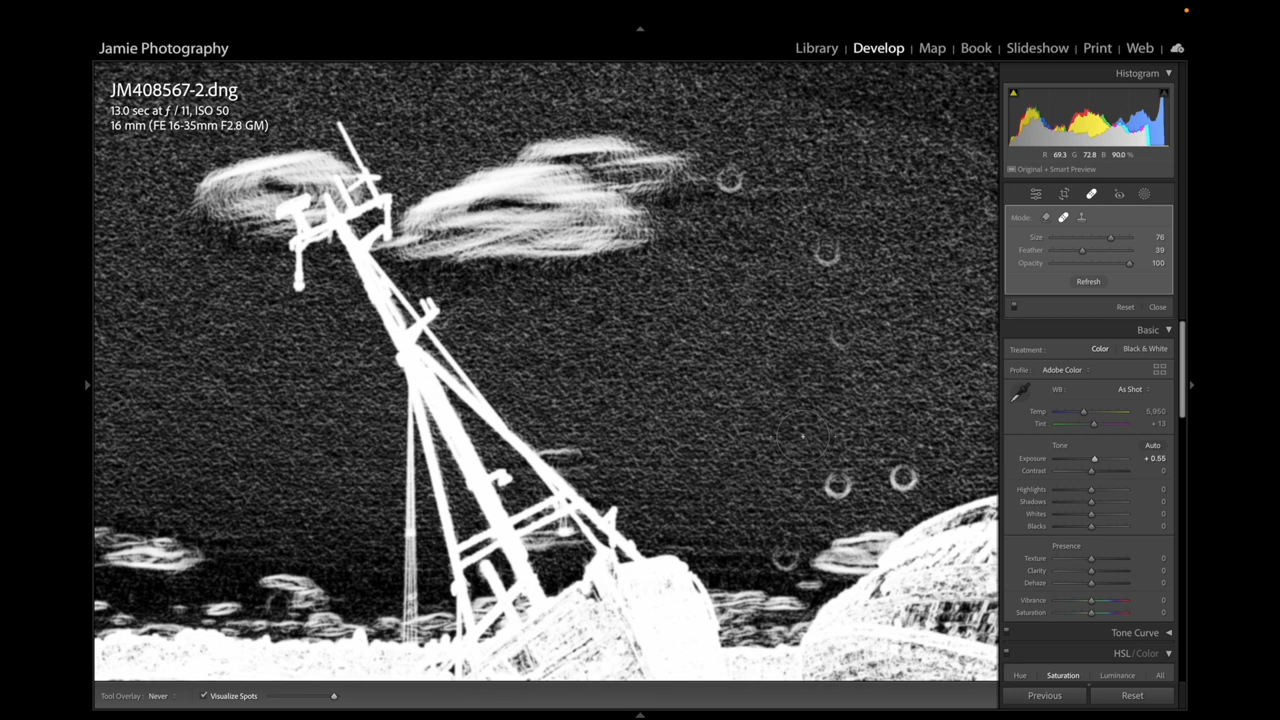 Jamie Photography
Library | Develop | Map | Book | Slideshow | Print | Web |
JM408567-2.dng
13.0 sec at ƒ / 11, ISO 50
16 mm (FE 16-35mm F2.8 GM)
Histogram
R 69.3 G 72.8 B 90.0 %
Original + Smart Preview
Mode:
Size 76
Feather 39
Opacity 100
Refresh
Reset Close
Basic
Treatment : Color Black & White
Profile : Adobe Color
WB : As Shot
Temp 5,950
Tint + 13
Tone Auto
Exposure + 0.55
Contrast 0
Highlights 0
Shadows 0
Whites 0
Blacks 0
Presence
Texture 0
Clarity 0
Dehaze 0
Vibrance 0
Saturation 0
Tone Curve
HSL / Color
Hue Saturation Luminance All
Tool Overlay : Never Visualize Spots
Previous Reset